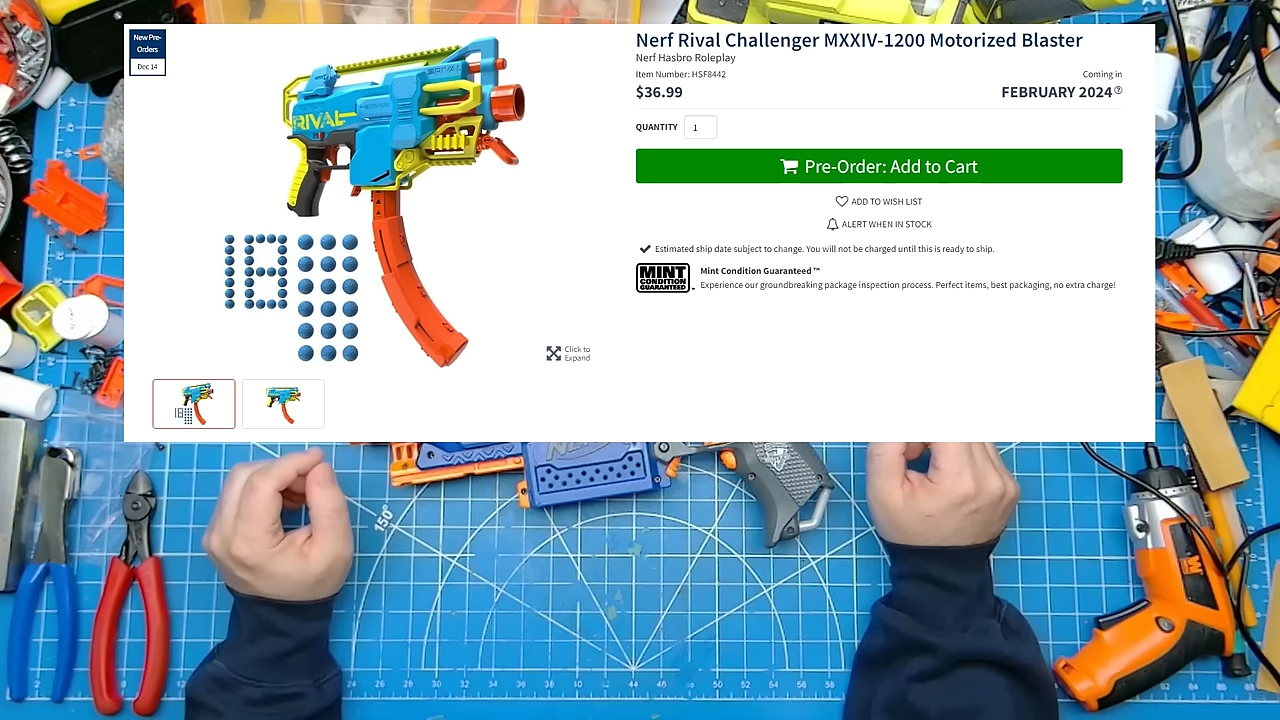 New Pre-
Orders
Dec 14
Nerf Rival Challenger MXXIV-1200 Motorized Blaster
Nerf Hasbro Roleplay
Item Number: HSF8442
Coming in
$36.99
FEBRUARY 2024
QUANTITY 1
Pre-Order: Add to Cart
ADD TO WISH LIST
ALERT WHEN IN STOCK
Estimated ship date subject to change. You will not be charged until this is ready to ship.
MINT
CONDITION
GUARANTEED
Mint Condition Guaranteed ™
Experience our groundbreaking package inspection process. Perfect items, best packaging, no extra charge!
RIVAL
18
Click to
Expand
NERF
150°